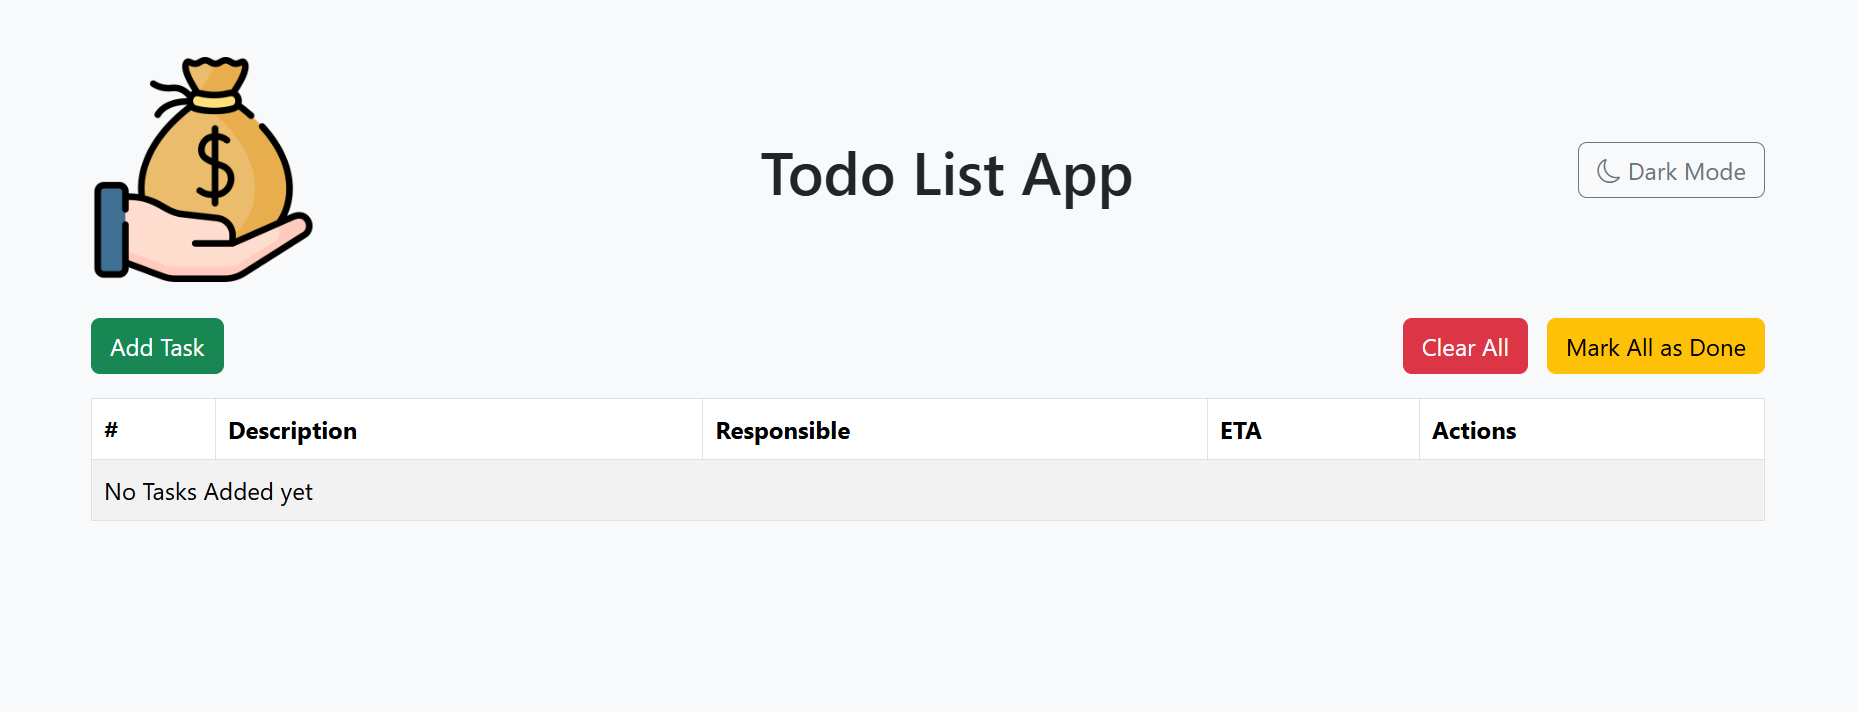 $
Todo List App
Dark Mode
Add Task
Clear All
Mark All as Done
# Description Responsible ETA Actions
No Tasks Added yet